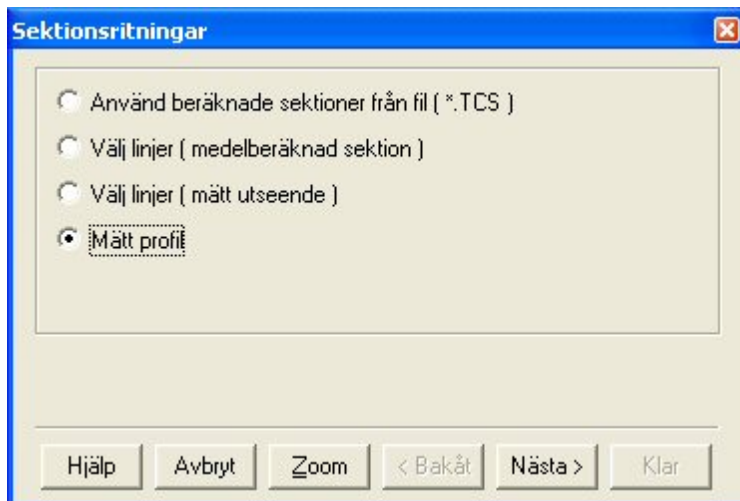 Sektionsritningar
Använd beräknade sektioner från fil ( *.TCS )
Välj linjer ( medelberäknad sektion )
Välj linjer ( mätt utseende )
Mätt profil
Hjälp Avbryt Zoom < Bakåt Nästa > Klar